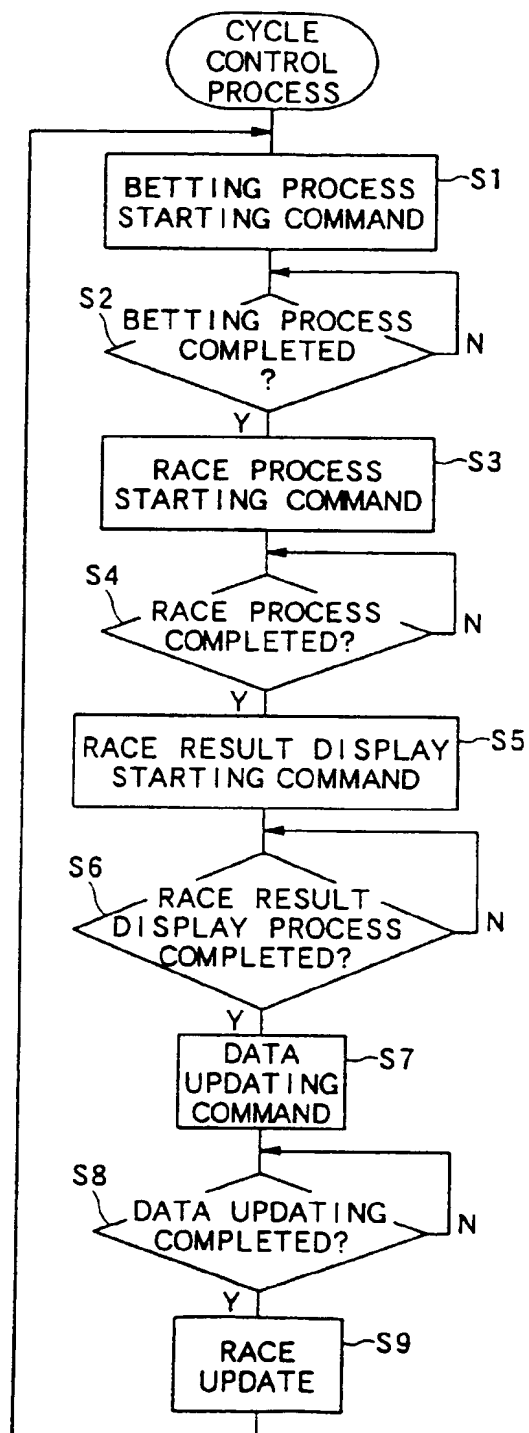 CYCLE
CONTROL
PROCESS
BETTING PROCESS
STARTING COMMAND
S1
S2
BETTING PROCESS
COMPLETED
?
N
Y
RACE PROCESS
STARTING COMMAND
S3
S4
RACE PROCESS
COMPLETED?
N
Y
RACE RESULT DISPLAY
STARTING COMMAND
S5
S6
RACE RESULT
DISPLAY PROCESS
COMPLETED?
N
Y
DATA
UPDATING
COMMAND
S7
S8
DATA UPDATING
COMPLETED?
N
Y
RACE
UPDATE
S9